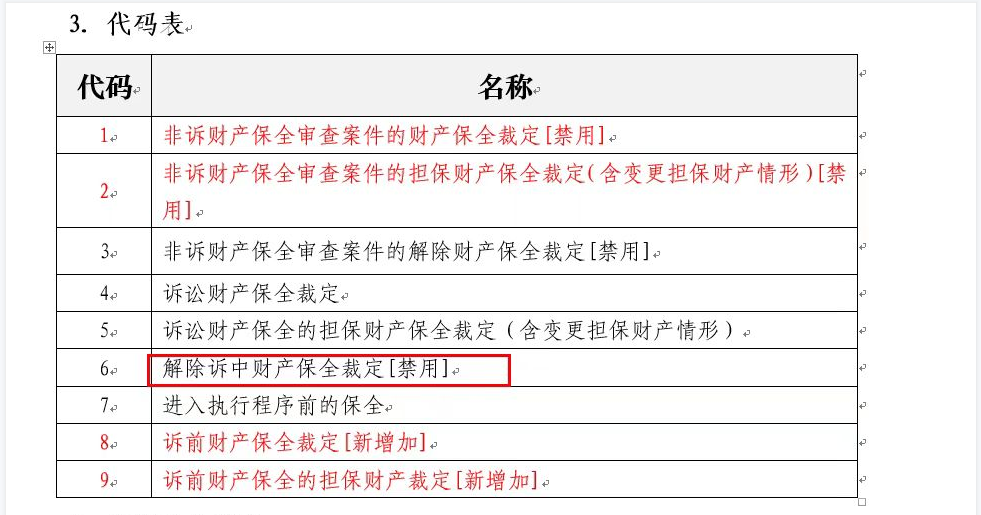 3. 代码表
代码 名称
1 非诉财产保全审查案件的财产保全裁定[禁用]
2 非诉财产保全审查案件的担保财产保全裁定(含变更担保财产情形)[禁
用]
3 非诉财产保全审查案件的解除财产保全裁定[禁用]
4 诉讼财产保全裁定
5 诉讼财产保全的担保财产保全裁定（含变更担保财产情形）
6 解除诉中财产保全裁定[禁用]
7 进入执行程序前的保全
8 诉前财产保全裁定[新增加]
9 诉前财产保全的担保财产裁定[新增加]